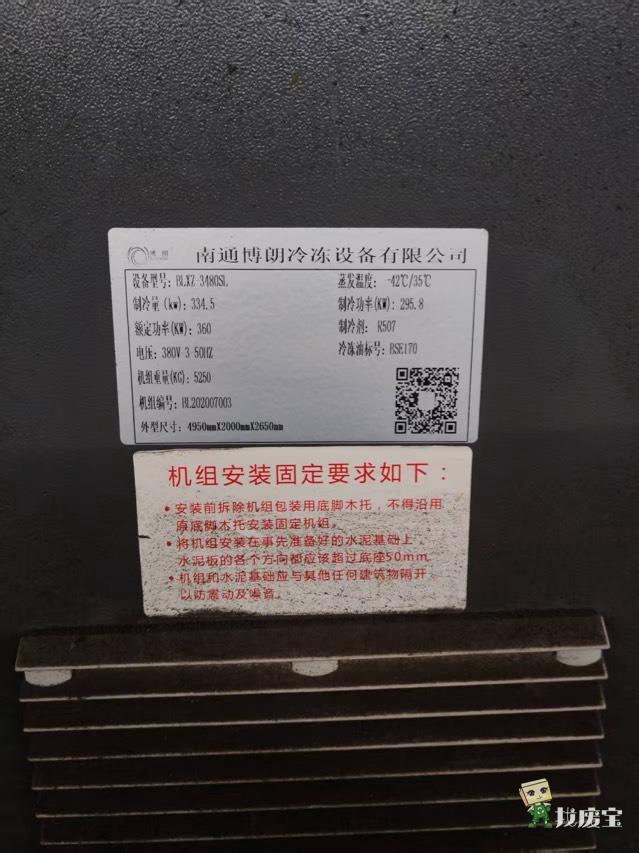 南通博朗冷冻设备有限公司
设备型号: BLXZ-3480SL
蒸发温度: -42℃/35℃
制冷量 (kw): 334.5
制冷功率(KW): 295.8
额定功率(KW): 360
制冷剂: R507
电压: 380V 3 50HZ
冷冻油标号: BSE170
机组重量(KG): 5250
机组编号: BL202007003
外型尺寸: 4950mmX2000mmX2650mm
机组安装固定要求如下：
•安装前拆除机组包装用底脚木托，不得沿用
原底脚木托安装固定机组。
•将机组安装在事先准备好的水泥基础上，
水泥板的各个方向都应该超过底座50mm
•机组和水泥基础应与其他任何建筑物隔开
以防震动及噪音。
找废宝